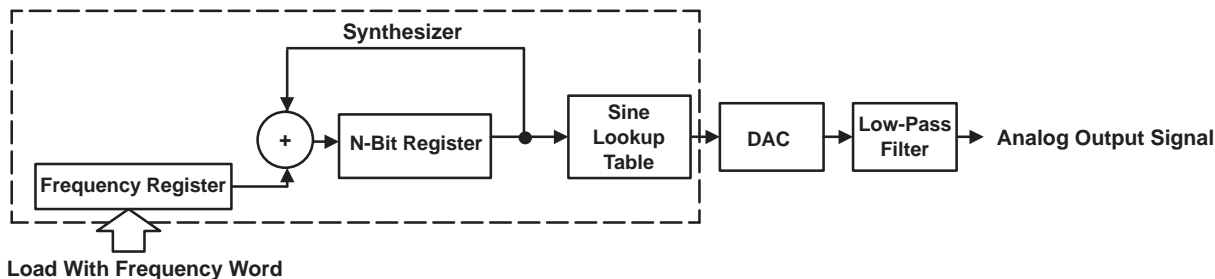 Synthesizer
+
N-Bit Register
Sine
Lookup
Table
DAC
Low-Pass
Filter
Analog Output Signal
Frequency Register
Load With Frequency Word